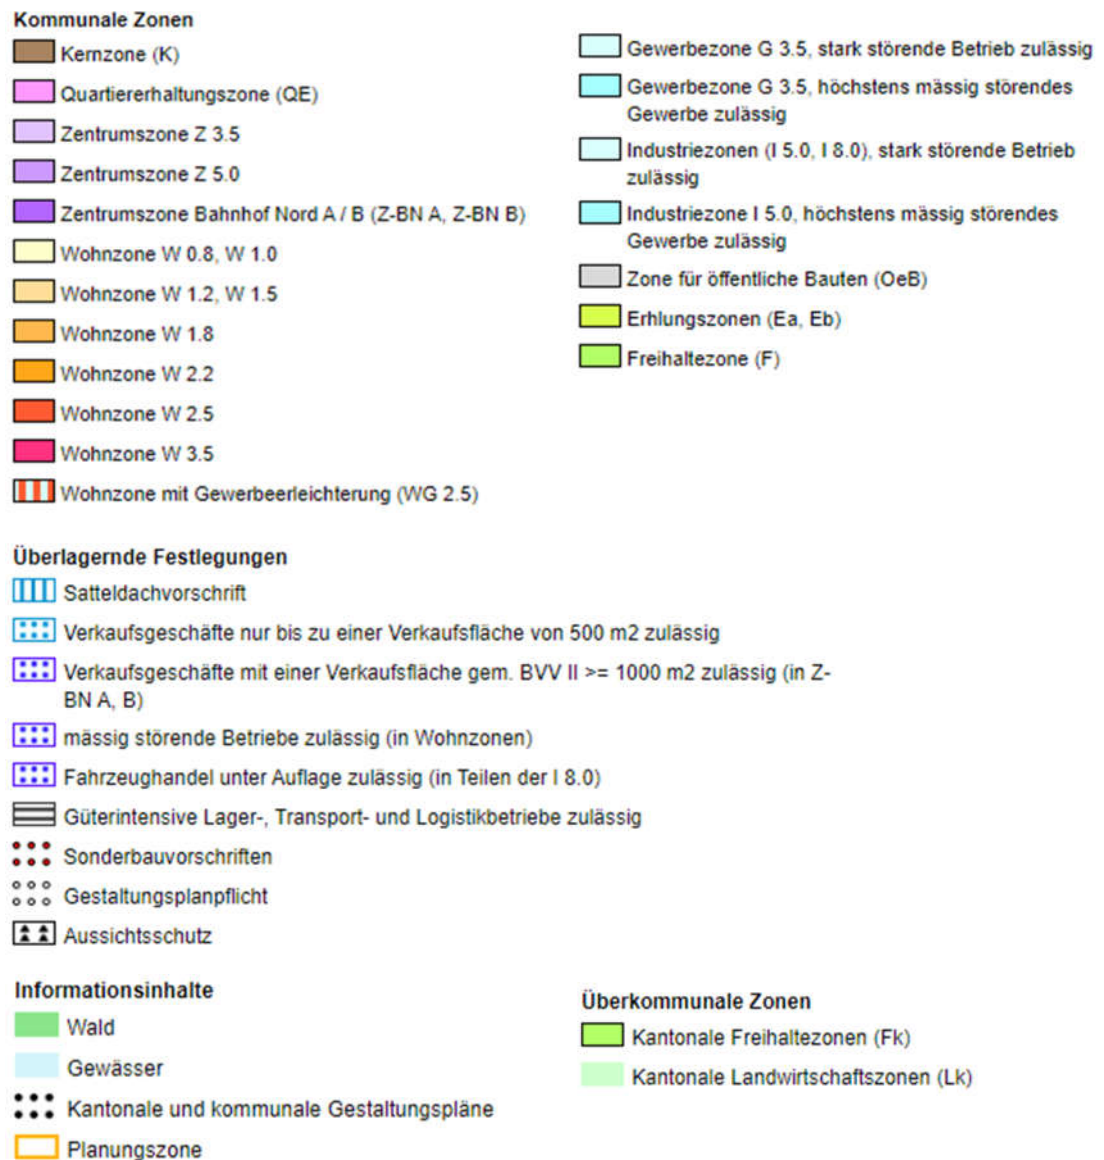 Kommunale Zonen
Kernzone (K)
Quartiererhaltungszone (QE)
Zentrumszone Z 3.5
Zentrumszone Z 5.0
Zentrumszone Bahnhof Nord A / B (Z-BN A, Z-BN B)
Wohnzone W 0.8, W 1.0
Wohnzone W 1.2, W 1.5
Wohnzone W 1.8
Wohnzone W 2.2
Wohnzone W 2.5
Wohnzone W 3.5
Wohnzone mit Gewerbeerleichterung (WG 2.5)
Gewerbezone G 3.5, stark störende Betrieb zulässig
Gewerbezone G 3.5, höchstens mässig störendes
Gewerbe zulässig
Industriezonen (I 5.0, I 8.0), stark störende Betrieb
zulässig
Industriezone I 5.0, höchstens mässig störendes
Gewerbe zulässig
Zone für öffentliche Bauten (OeB)
Erhlungszonen (Ea, Eb)
Freihaltezone (F)
Überlagernde Festlegungen
Satteldachvorschrift
Verkaufsgeschäfte nur bis zu einer Verkaufsfläche von 500 m2 zulässig
Verkaufsgeschäfte mit einer Verkaufsfläche gem. BVV II >= 1000 m2 zulässig (in Z-
BN A, B)
mässig störende Betriebe zulässig (in Wohnzonen)
Fahrzeughandel unter Auflage zulässig (in Teilen der I 8.0)
Güterintensive Lager-, Transport- und Logistikbetriebe zulässig
Sonderbauvorschriften
Gestaltungsplanpflicht
Aussichtsschutz
Informationsinhalte
Wald
Gewässer
Kantonale und kommunale Gestaltungspläne
Planungszone
Überkommunale Zonen
Kantonale Freihaltezonen (Fk)
Kantonale Landwirtschaftszonen (Lk)